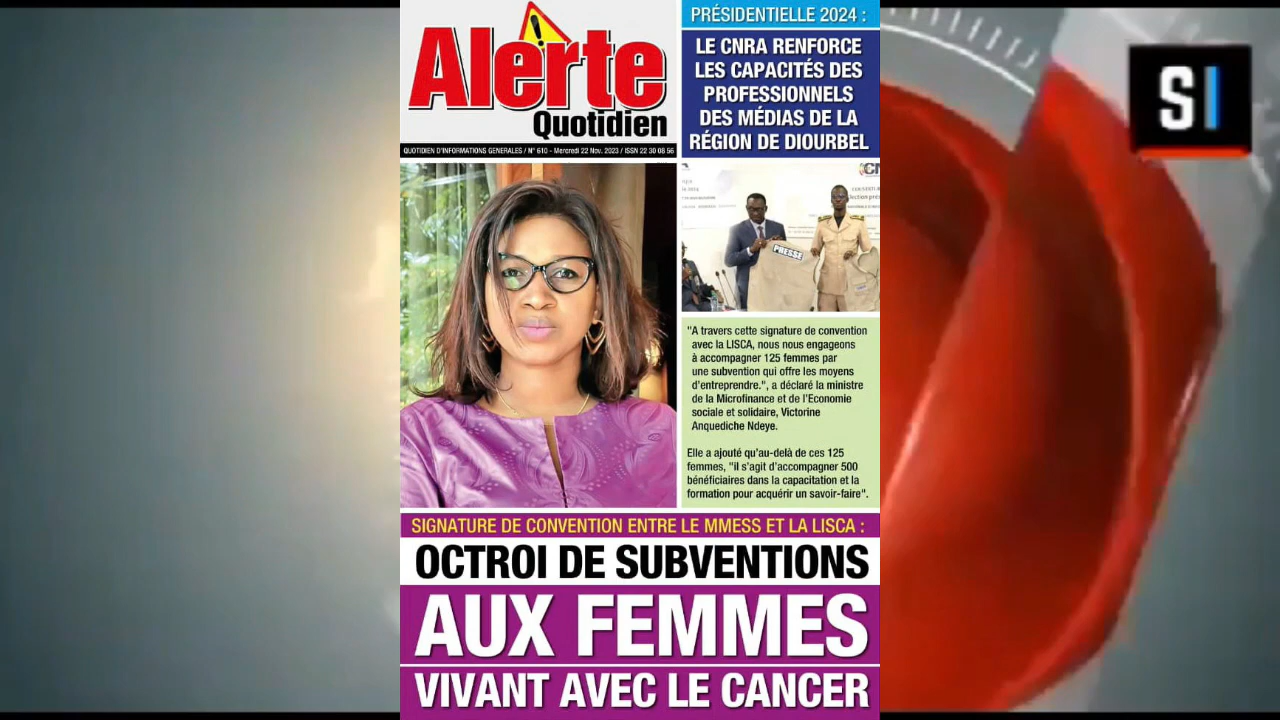 Alerte
Quotidien
QUOTIDIEN D'INFORMATIONS GENERALES / N° 610 - Mercredi 22 Nov. 2023 / ISSN 22 30 08 56
PRÉSIDENTIELLE 2024 :
LE CNRA RENFORCE
LES CAPACITÉS DES
PROFESSIONNELS
DES MÉDIAS DE LA
RÉGION DE DIOURBEL
SI
PRESSE
"A travers cette signature de convention
avec la LISCA, nous nous engageons
à accompagner 125 femmes par
une subvention qui offre les moyens
d'entreprendre.", a déclaré la ministre
de la Microfinance et de l'Economie
sociale et solidaire, Victorine
Anquediche Ndeye.
Elle a ajouté qu'au-delà de ces 125
femmes, "il s'agit d'accompagner 500
bénéficiaires dans la capacitation et la
formation pour acquérir un savoir-faire".
SIGNATURE DE CONVENTION ENTRE LE MMESS ET LA LISCA :
OCTROI DE SUBVENTIONS
AUX FEMMES
VIVANT AVEC LE CANCER